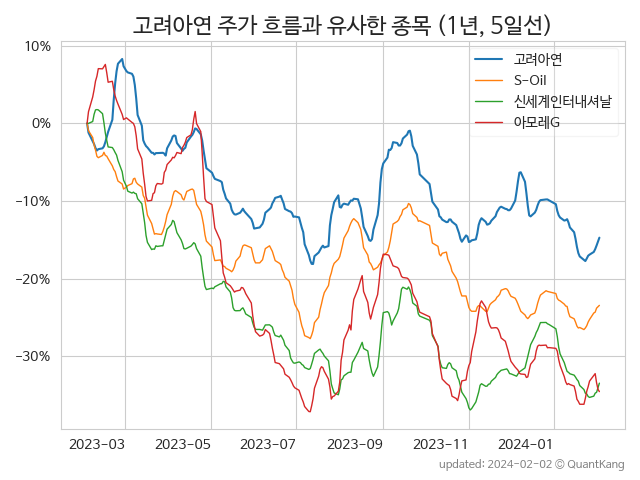 고려아연 주가 흐름과 유사한 종목 (1년, 5일선)
10%
0%
−10%
−20%
−30%
고려아연
S-Oil
신세계인터내셔날
아모레G
2023-03
2023-05
2023-07
2023-09
2023-11
2024-01
updated: 2024-02-02 © QuantKang